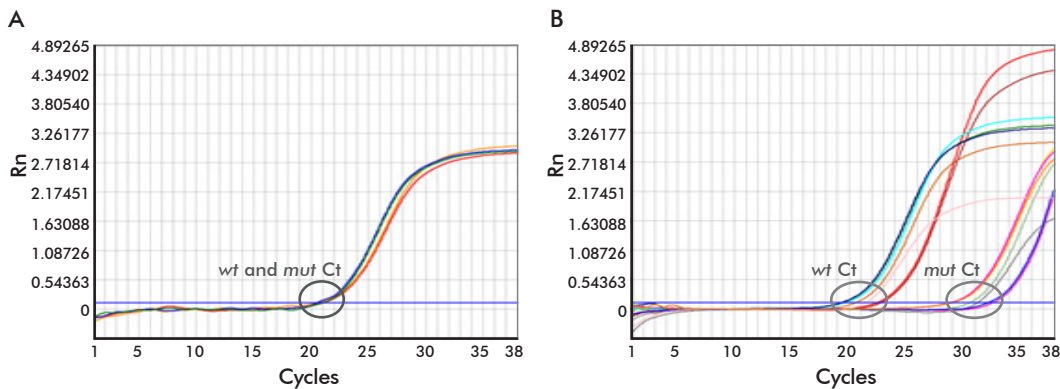 A
4.89265
4.34902
3.80540
3.26177
2.71814
2.17451
1.63088
1.08726
0.54363
0
Rn
wt and mut Ct
1 5 10 15 20 25 30 35 38
Cycles
B
4.89265
4.34902
3.80540
3.26177
2.71814
2.17451
1.63088
1.08726
0.54363
0
Rn
wt Ct
mut Ct
1 5 10 15 20 25 30 35 38
Cycles